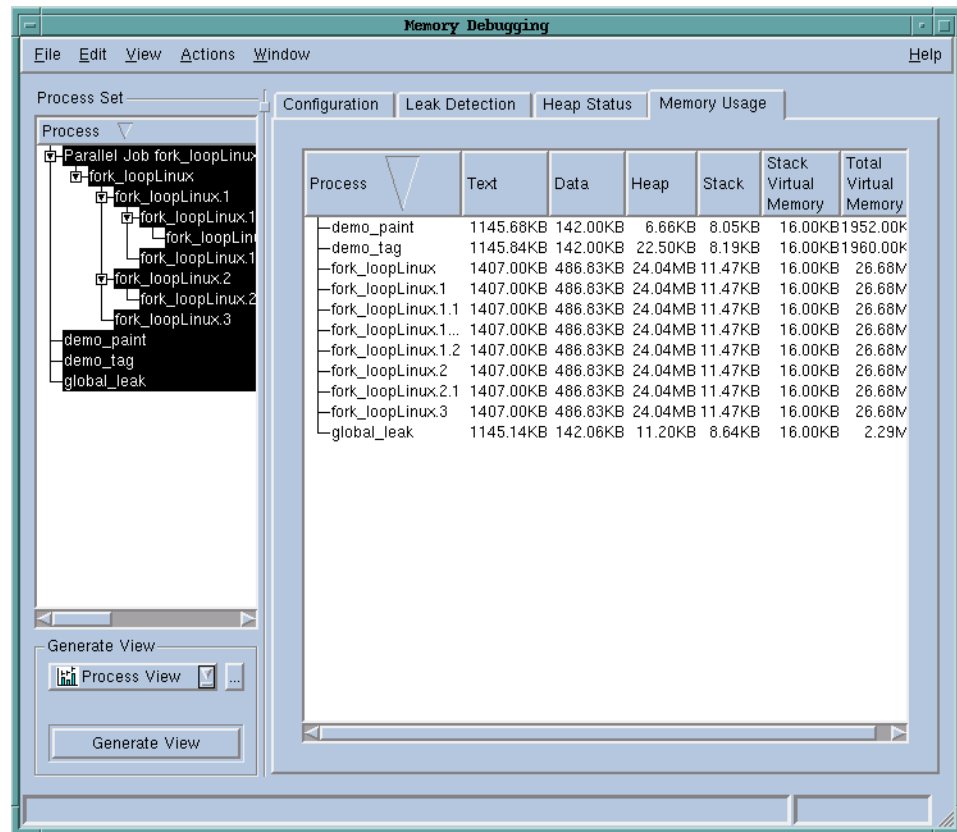 Memory Debugging
File Edit View Actions Window Help
Process Set
Process
Parallel Job fork_loopLinux
fork_loopLinux
fork_loopLinux.1
fork_loopLinux.1
fork_loopLin
fork_loopLinux.1
fork_loopLinux.2
fork_loopLinux.2
fork_loopLinux.3
demo_paint
demo_tag
global_leak
Generate View
Process View ...
Generate View
Configuration Leak Detection Heap Status Memory Usage
Process Text Data Heap Stack Stack Virtual Memory Total Virtual Memory
demo_paint 1145.68KB 142.00KB 6.66KB 8.05KB 16.00KB 1952.00K
demo_tag 1145.84KB 142.00KB 22.50KB 8.19KB 16.00KB 1960.00K
fork_loopLinux 1407.00KB 486.83KB 24.04MB 11.47KB 16.00KB 26.68M
fork_loopLinux.1 1407.00KB 486.83KB 24.04MB 11.47KB 16.00KB 26.68M
fork_loopLinux.1.1 1407.00KB 486.83KB 24.04MB 11.47KB 16.00KB 26.68M
fork_loopLinux.1... 1407.00KB 486.83KB 24.04MB 11.47KB 16.00KB 26.68M
fork_loopLinux.1.2 1407.00KB 486.83KB 24.04MB 11.47KB 16.00KB 26.68M
fork_loopLinux.2 1407.00KB 486.83KB 24.04MB 11.47KB 16.00KB 26.68M
fork_loopLinux.2.1 1407.00KB 486.83KB 24.04MB 11.47KB 16.00KB 26.68M
fork_loopLinux.3 1407.00KB 486.83KB 24.04MB 11.47KB 16.00KB 26.68M
global_leak 1145.14KB 142.06KB 11.20KB 8.64KB 16.00KB 2.29M